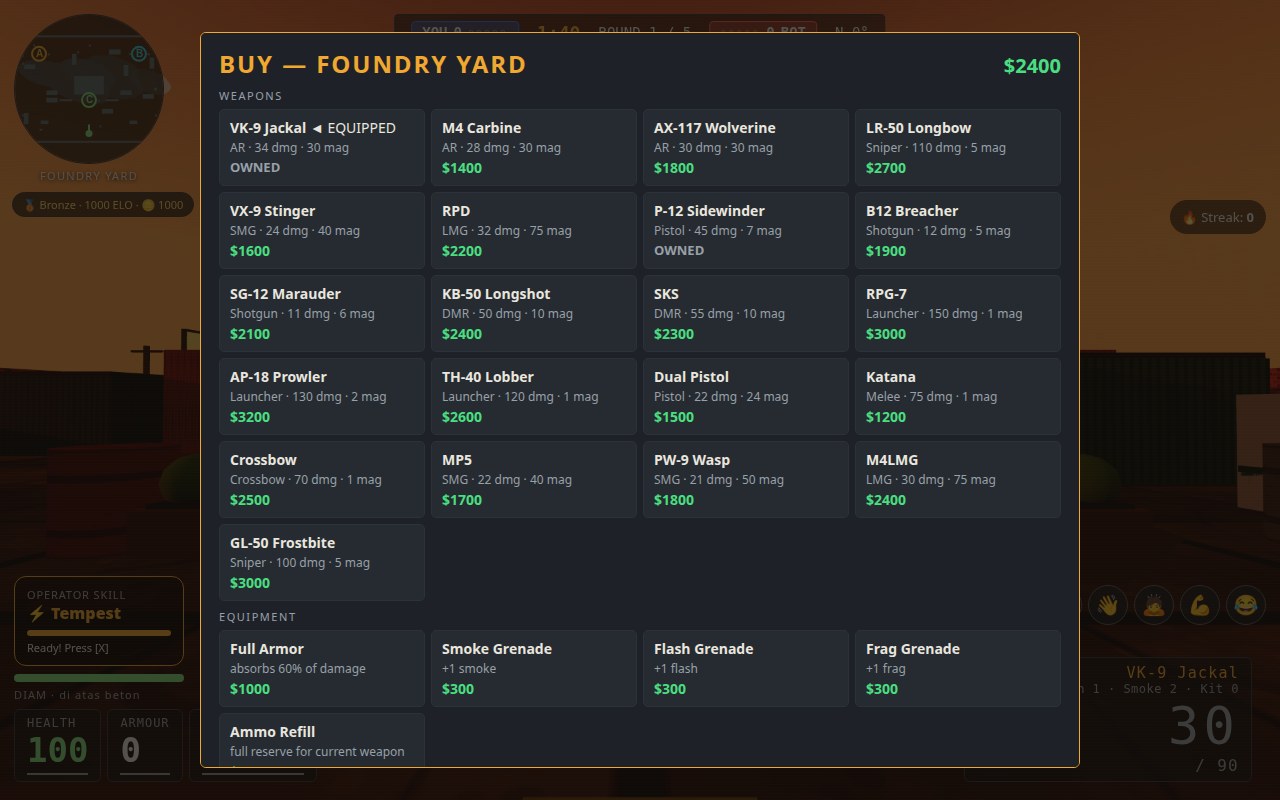 YOU 0
1:40
ROUND 1 / 5
0 BOT
N 0°
A
B
C
FOUNDRY YARD
🥉 Bronze · 1000 ELO · 🪙 1000
🔥 Streak: 0
BUY — FOUNDRY YARD
$2400
WEAPONS
VK-9 Jackal ◄ EQUIPPED
AR · 34 dmg · 30 mag
OWNED
M4 Carbine
AR · 28 dmg · 30 mag
$1400
AX-117 Wolverine
AR · 30 dmg · 30 mag
$1800
LR-50 Longbow
Sniper · 110 dmg · 5 mag
$2700
VX-9 Stinger
SMG · 24 dmg · 40 mag
$1600
RPD
LMG · 32 dmg · 75 mag
$2200
P-12 Sidewinder
Pistol · 45 dmg · 7 mag
OWNED
B12 Breacher
Shotgun · 12 dmg · 5 mag
$1900
SG-12 Marauder
Shotgun · 11 dmg · 6 mag
$2100
KB-50 Longshot
DMR · 50 dmg · 10 mag
$2400
SKS
DMR · 55 dmg · 10 mag
$2300
RPG-7
Launcher · 150 dmg · 1 mag
$3000
AP-18 Prowler
Launcher · 130 dmg · 2 mag
$3200
TH-40 Lobber
Launcher · 120 dmg · 1 mag
$2600
Dual Pistol
Pistol · 22 dmg · 24 mag
$1500
Katana
Melee · 75 dmg · 1 mag
$1200
Crossbow
Crossbow · 70 dmg · 1 mag
$2500
MP5
SMG · 22 dmg · 40 mag
$1700
PW-9 Wasp
SMG · 21 dmg · 50 mag
$1800
M4LMG
LMG · 30 dmg · 75 mag
$2400
GL-50 Frostbite
Sniper · 100 dmg · 5 mag
$3000
EQUIPMENT
Full Armor
absorbs 60% of damage
$1000
Smoke Grenade
+1 smoke
$300
Flash Grenade
+1 flash
$300
Frag Grenade
+1 frag
$300
Ammo Refill
full reserve for current weapon
OPERATOR SKILL
⚡ Tempest
Ready! Press [X]
DIAM · di atas beton
HEALTH
100
ARMOUR
0
VK-9 Jackal
1 · Smoke 2 · Kit 0
30
/ 90